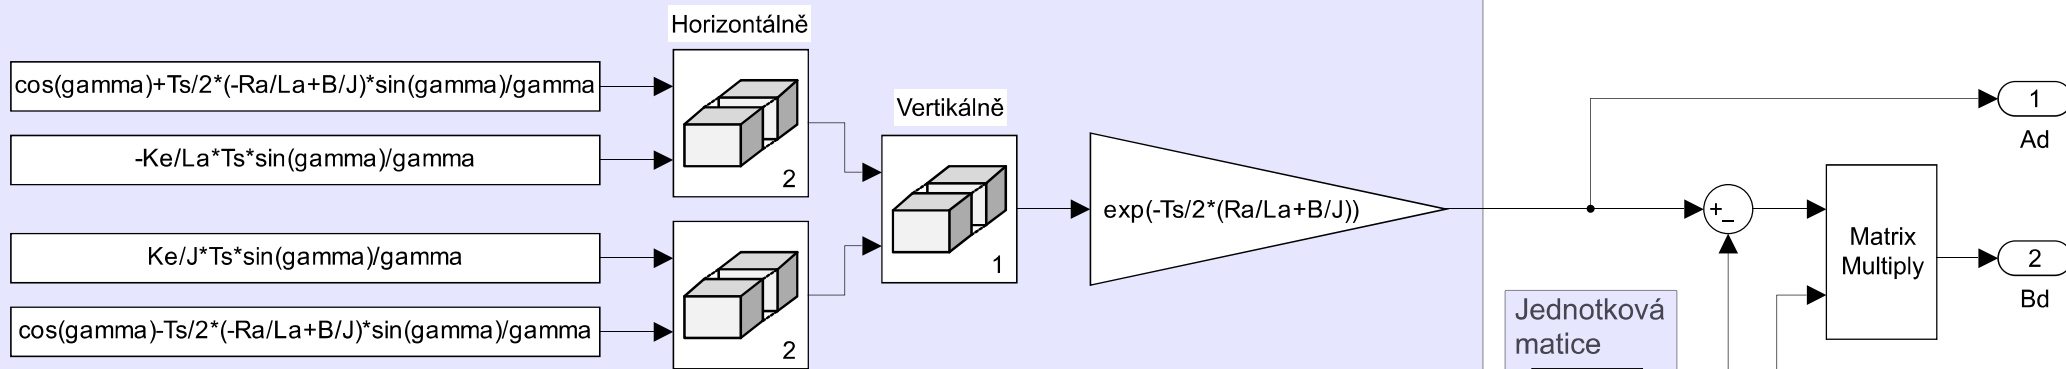 Horizontálně
cos(gamma)+Ts/2*(-Ra/La+B/J)*sin(gamma)/gamma
-Ke/La*Ts*sin(gamma)/gamma
2
Vertikálně
1
Ke/J*Ts*sin(gamma)/gamma
cos(gamma)-Ts/2*(-Ra/La+B/J)*sin(gamma)/gamma
2
exp(-Ts/2*(Ra/La+B/J))
+
−
1
Ad
Matrix
Multiply
2
Bd
Jednotková
matice